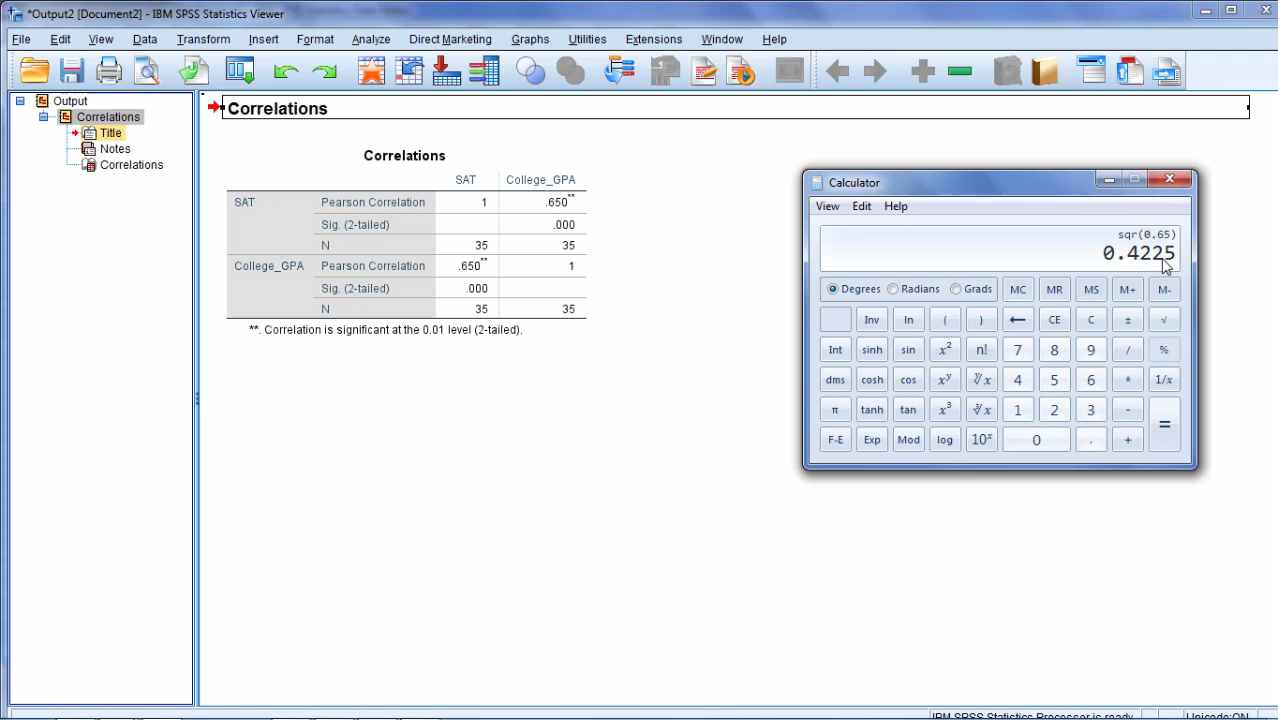 *Output2 [Document2] - IBM SPSS Statistics Viewer
File Edit View Data Transform Insert Format Analyze Direct Marketing Graphs Utilities Extensions Window Help
Output
Correlations
Title
Notes
Correlations
Correlations
Correlations
SAT College_GPA
SAT Pearson Correlation 1 .650**
Sig. (2-tailed) .000
N 35 35
College_GPA Pearson Correlation .650** 1
Sig. (2-tailed) .000
N 35 35
**. Correlation is significant at the 0.01 level (2-tailed).
Calculator
View Edit Help
sqr(0.65)
0.4225
Degrees Radians Grads MC MR MS M+ M-
Inv ln ( ) ← CE C ± √
Int sinh sin x² n! 7 8 9 / %
dms cosh cos xʸ ʸ√x 4 5 6 * 1/x
π tanh tan x³ ³√x 1 2 3 - =
F-E Exp Mod log 10ˣ 0 . +
IBM SPSS Statistics Processor is ready Unicode:ON